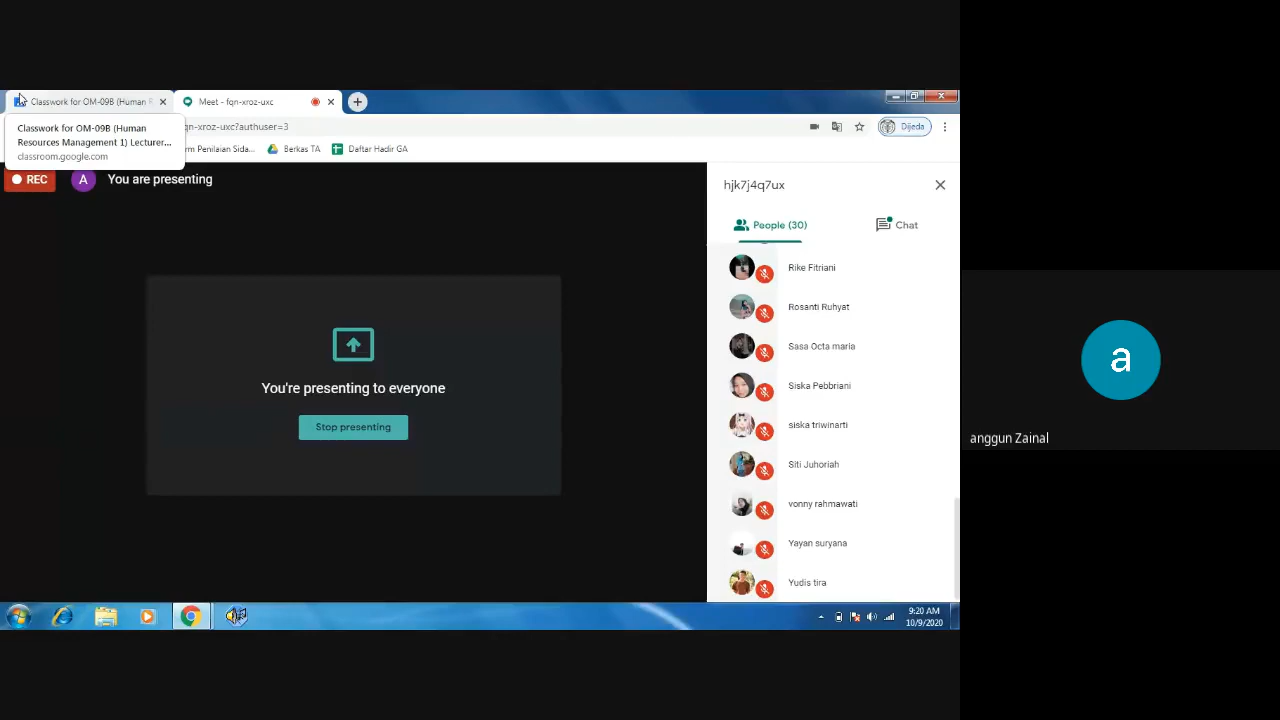 Classwork for OM-09B (Human R
Meet - fqn-xroz-uxc
Classwork for OM-09B (Human
Resources Management 1) Lecturer...
classroom.google.com
qn-xroz-uxc?authuser=3
Dijeda
rm Penilaian Sida...
Berkas TA
Daftar Hadir GA
REC
A
You are presenting
hjk7j4q7ux
People (30)
Chat
You're presenting to everyone
Stop presenting
Rike Fitriani
Rosanti Ruhyat
Sasa Octa maria
Siska Pebbriani
siska triwinarti
Siti Juhoriah
vonny rahmawati
Yayan suryana
Yudis tira
9:20 AM
10/9/2020
a
anggun Zainal